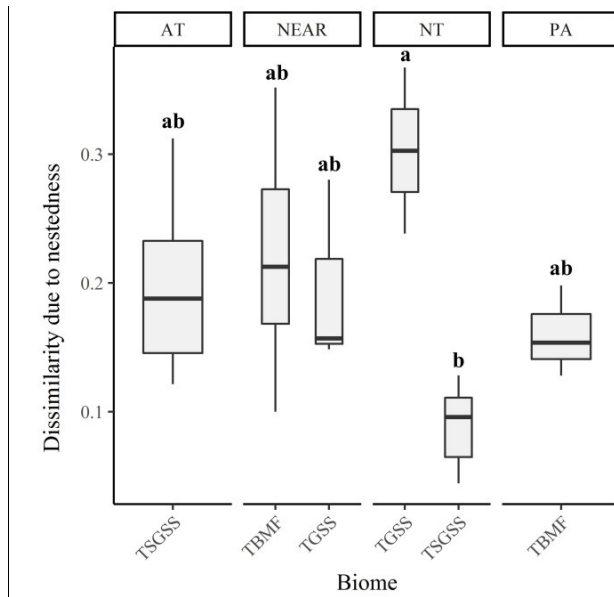 AT NEAR NT PA
a
ab ab ab
0.3
ab
b
0.2
0.1
Dissimilarity due to nestedness
TSGSS TBMF TGSS TGSS TSGSS TBMF
Biome